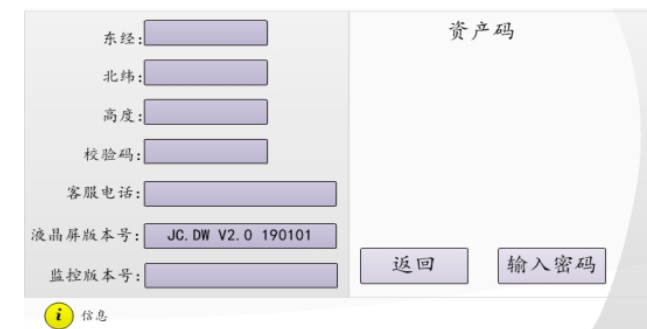 东经:
北纬:
高度:
校验码:
客服电话:
液晶屏版本号: JC.DW V2.0 190101
监控版本号:
资产码
返回 输入密码
i 信息